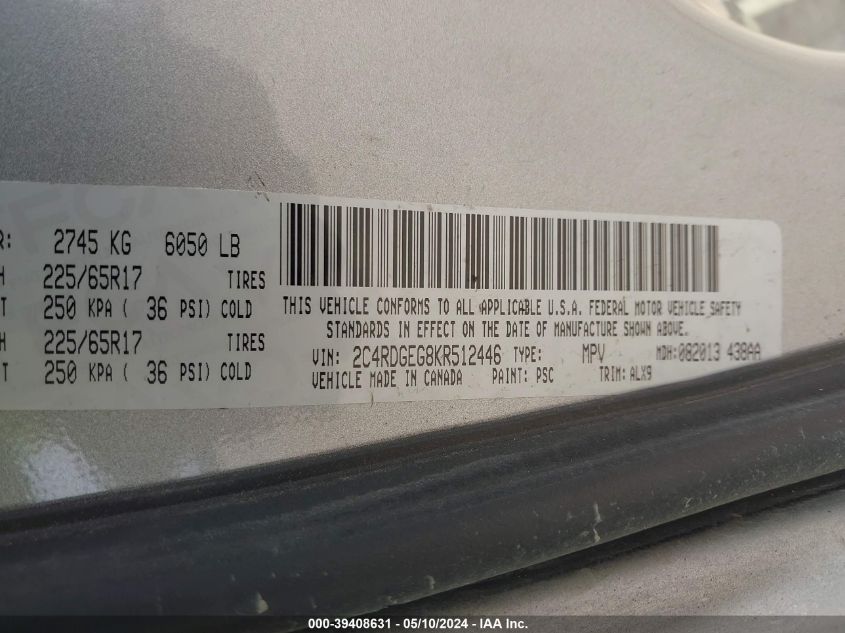 R: 2745 KG 6050 LB
H 225/65R17 TIRES
T 250 KPA ( 36 PSI) COLD
H 225/65R17 TIRES
T 250 KPA ( 36 PSI) COLD
THIS VEHICLE CONFORMS TO ALL APPLICABLE U.S.A. FEDERAL MOTOR VEHICLE SAFETY
STANDARDS IN EFFECT ON THE DATE OF MANUFACTURE SHOWN ABOVE.
VIN: 2C4RDGEG8KR512446 TYPE: MPV MDH:082013 438AA
VEHICLE MADE IN CANADA PAINT: PSC TRIM: ALX9
000-39408631 - 05/10/2024 - IAA Inc.